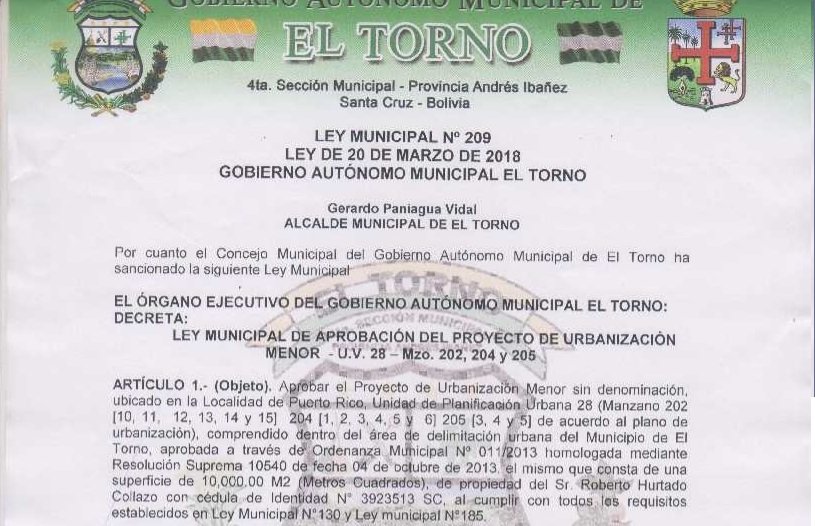 GOBIERNO AUTÓNOMO MUNICIPAL DE
EL TORNO
4ta. Sección Municipal - Provincia Andrés Ibañez
Santa Cruz - Bolivia
LEY MUNICIPAL Nº 209
LEY DE 20 DE MARZO DE 2018
GOBIERNO AUTÓNOMO MUNICIPAL EL TORNO
Gerardo Paniagua Vidal
ALCALDE MUNICIPAL DE EL TORNO
Por cuanto el Concejo Municipal del Gobierno Autónomo Municipal de El Torno ha
sancionado la siguiente Ley Municipal
EL ÓRGANO EJECUTIVO DEL GOBIERNO AUTÓNOMO MUNICIPAL EL TORNO:
DECRETA:
LEY MUNICIPAL DE APROBACIÓN DEL PROYECTO DE URBANIZACIÓN
MENOR - U.V. 28 – Mzo. 202, 204 y 205
ARTÍCULO 1.- (Objeto). Aprobar el Proyecto de Urbanización Menor sin denominación,
ubicado en la Localidad de Puerto Rico, Unidad de Planificación Urbana 28 (Manzano 202
[10, 11, 12, 13, 14 y 15] 204 [1, 2, 3, 4, 5 y 6] 205 [3, 4 y 5] de acuerdo al plano de
urbanización), comprendido dentro del área de delimitación urbana del Municipio de El
Torno, aprobada a través de Ordenanza Municipal N° 011/2013 homologada mediante
Resolución Suprema 10540 de fecha 04 de octubre de 2013, el mismo que consta de una
superficie de 10,000.00 M2 (Metros Cuadrados), de propiedad del Sr. Roberto Hurtado
Collazo con cédula de Identidad N° 3923513 SC, al cumplir con todos los requisitos
establecidos en Ley Municipal N°130 y Ley municipal N°185.
EL TORNO